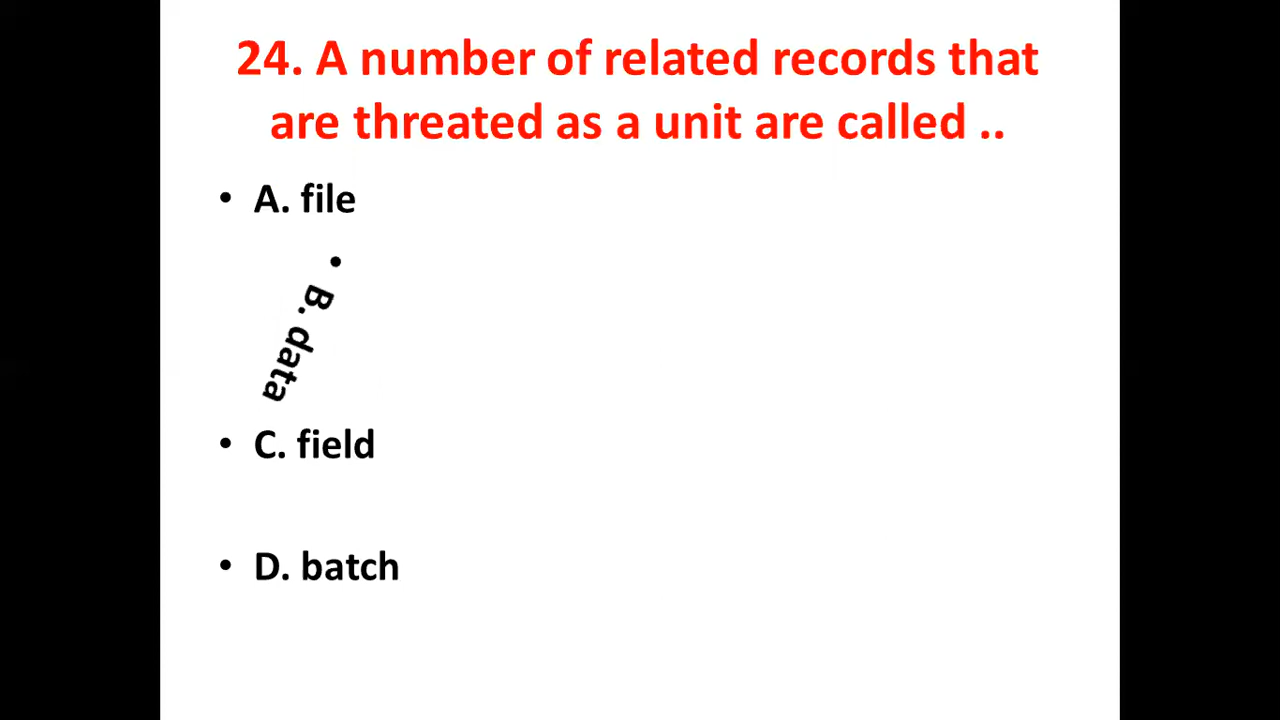 24. A number of related records that
are threated as a unit are called ..
• A. file
• B. data
• C. field
• D. batch